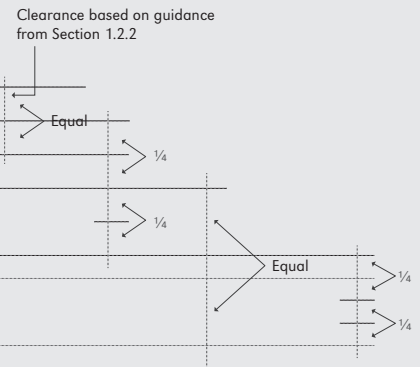 Clearance based on guidance
from Section 1.2.2
Equal
¼
¼
Equal
¼
¼